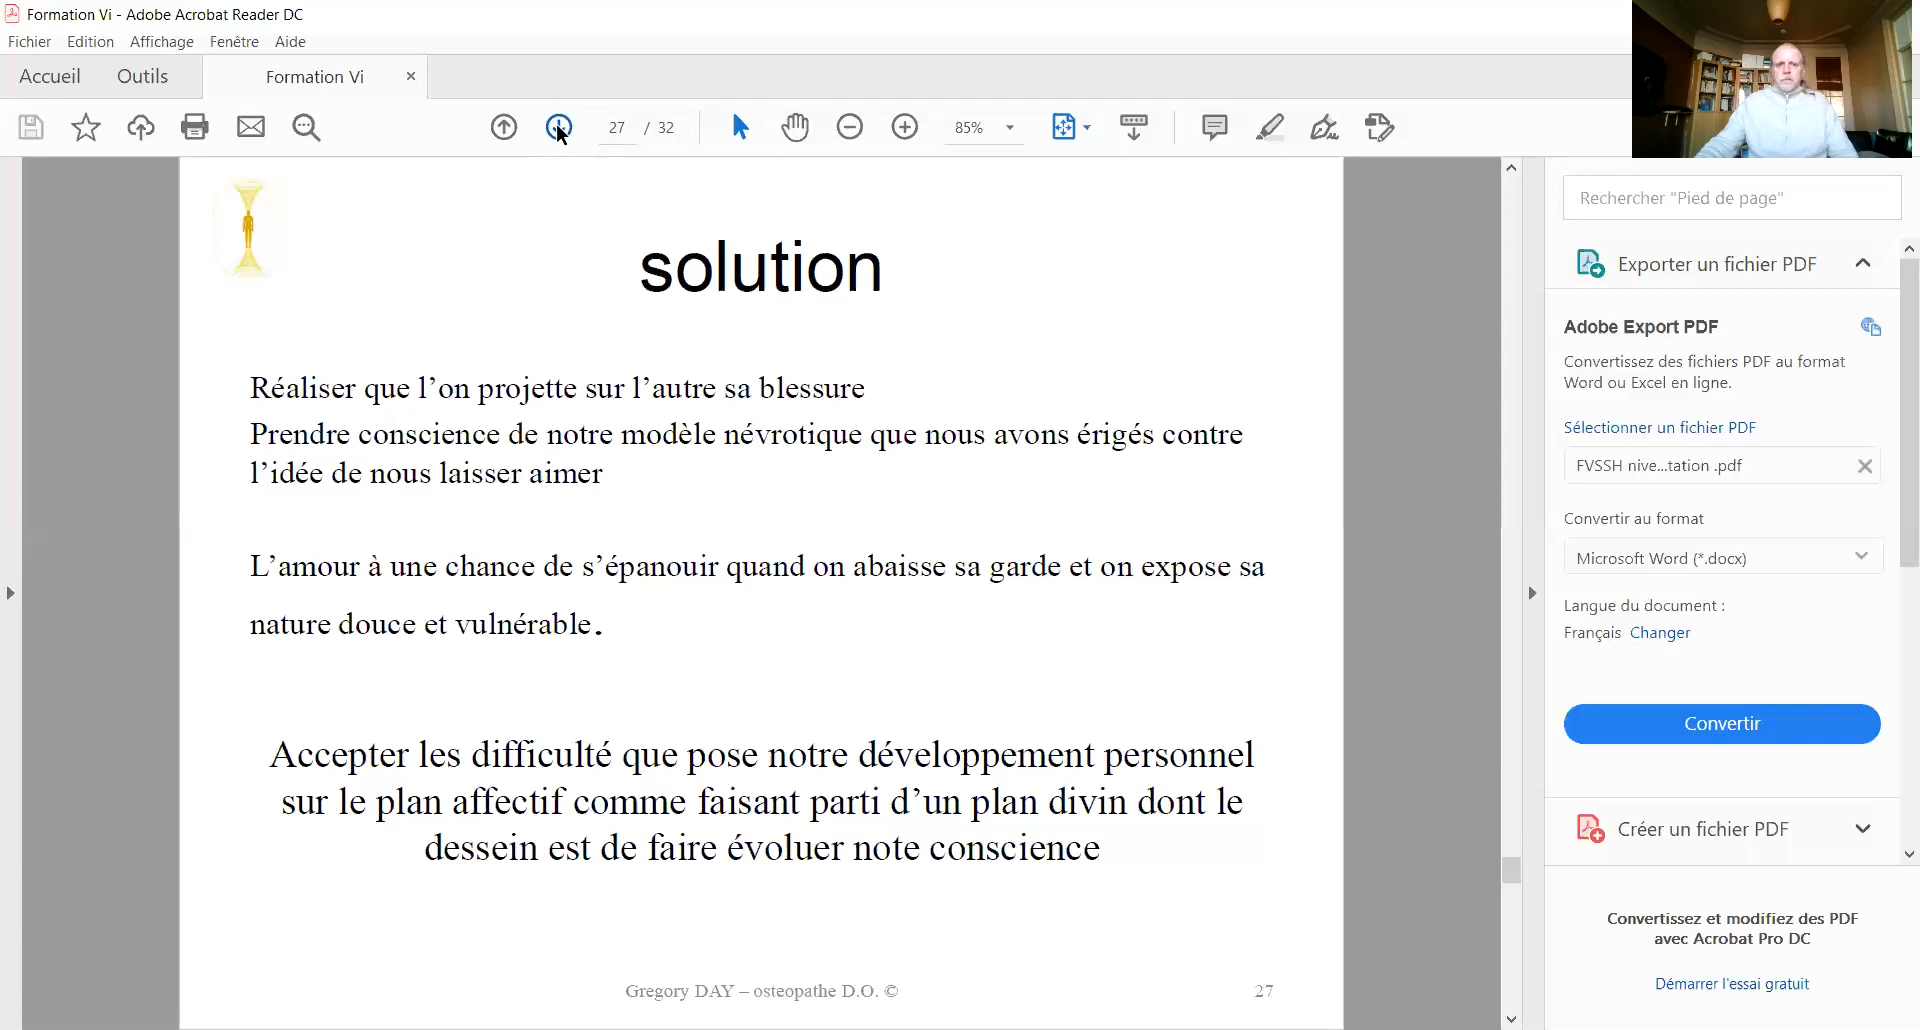 Formation Vi - Adobe Acrobat Reader DC
Fichier Edition Affichage Fenêtre Aide
Accueil Outils Formation Vi
27 / 32 85%
Rechercher "Pied de page"
solution
Réaliser que l’on projette sur l’autre sa blessure
Prendre conscience de notre modèle névrotique que nous avons érigés contre
l’idée de nous laisser aimer
L’amour à une chance de s’épanouir quand on abaisse sa garde et on expose sa
nature douce et vulnérable.
Accepter les difficulté que pose notre développement personnel
sur le plan affectif comme faisant parti d’un plan divin dont le
dessein est de faire évoluer note conscience
Gregory DAY – osteopathe D.O. © 27
Exporter un fichier PDF
Adobe Export PDF
Convertissez des fichiers PDF au format
Word ou Excel en ligne.
Sélectionner un fichier PDF
FVSSH nive...tation .pdf
Convertir au format
Microsoft Word (*.docx)
Langue du document :
Français Changer
Convertir
Créer un fichier PDF
Convertissez et modifiez des PDF
avec Acrobat Pro DC
Démarrer l'essai gratuit